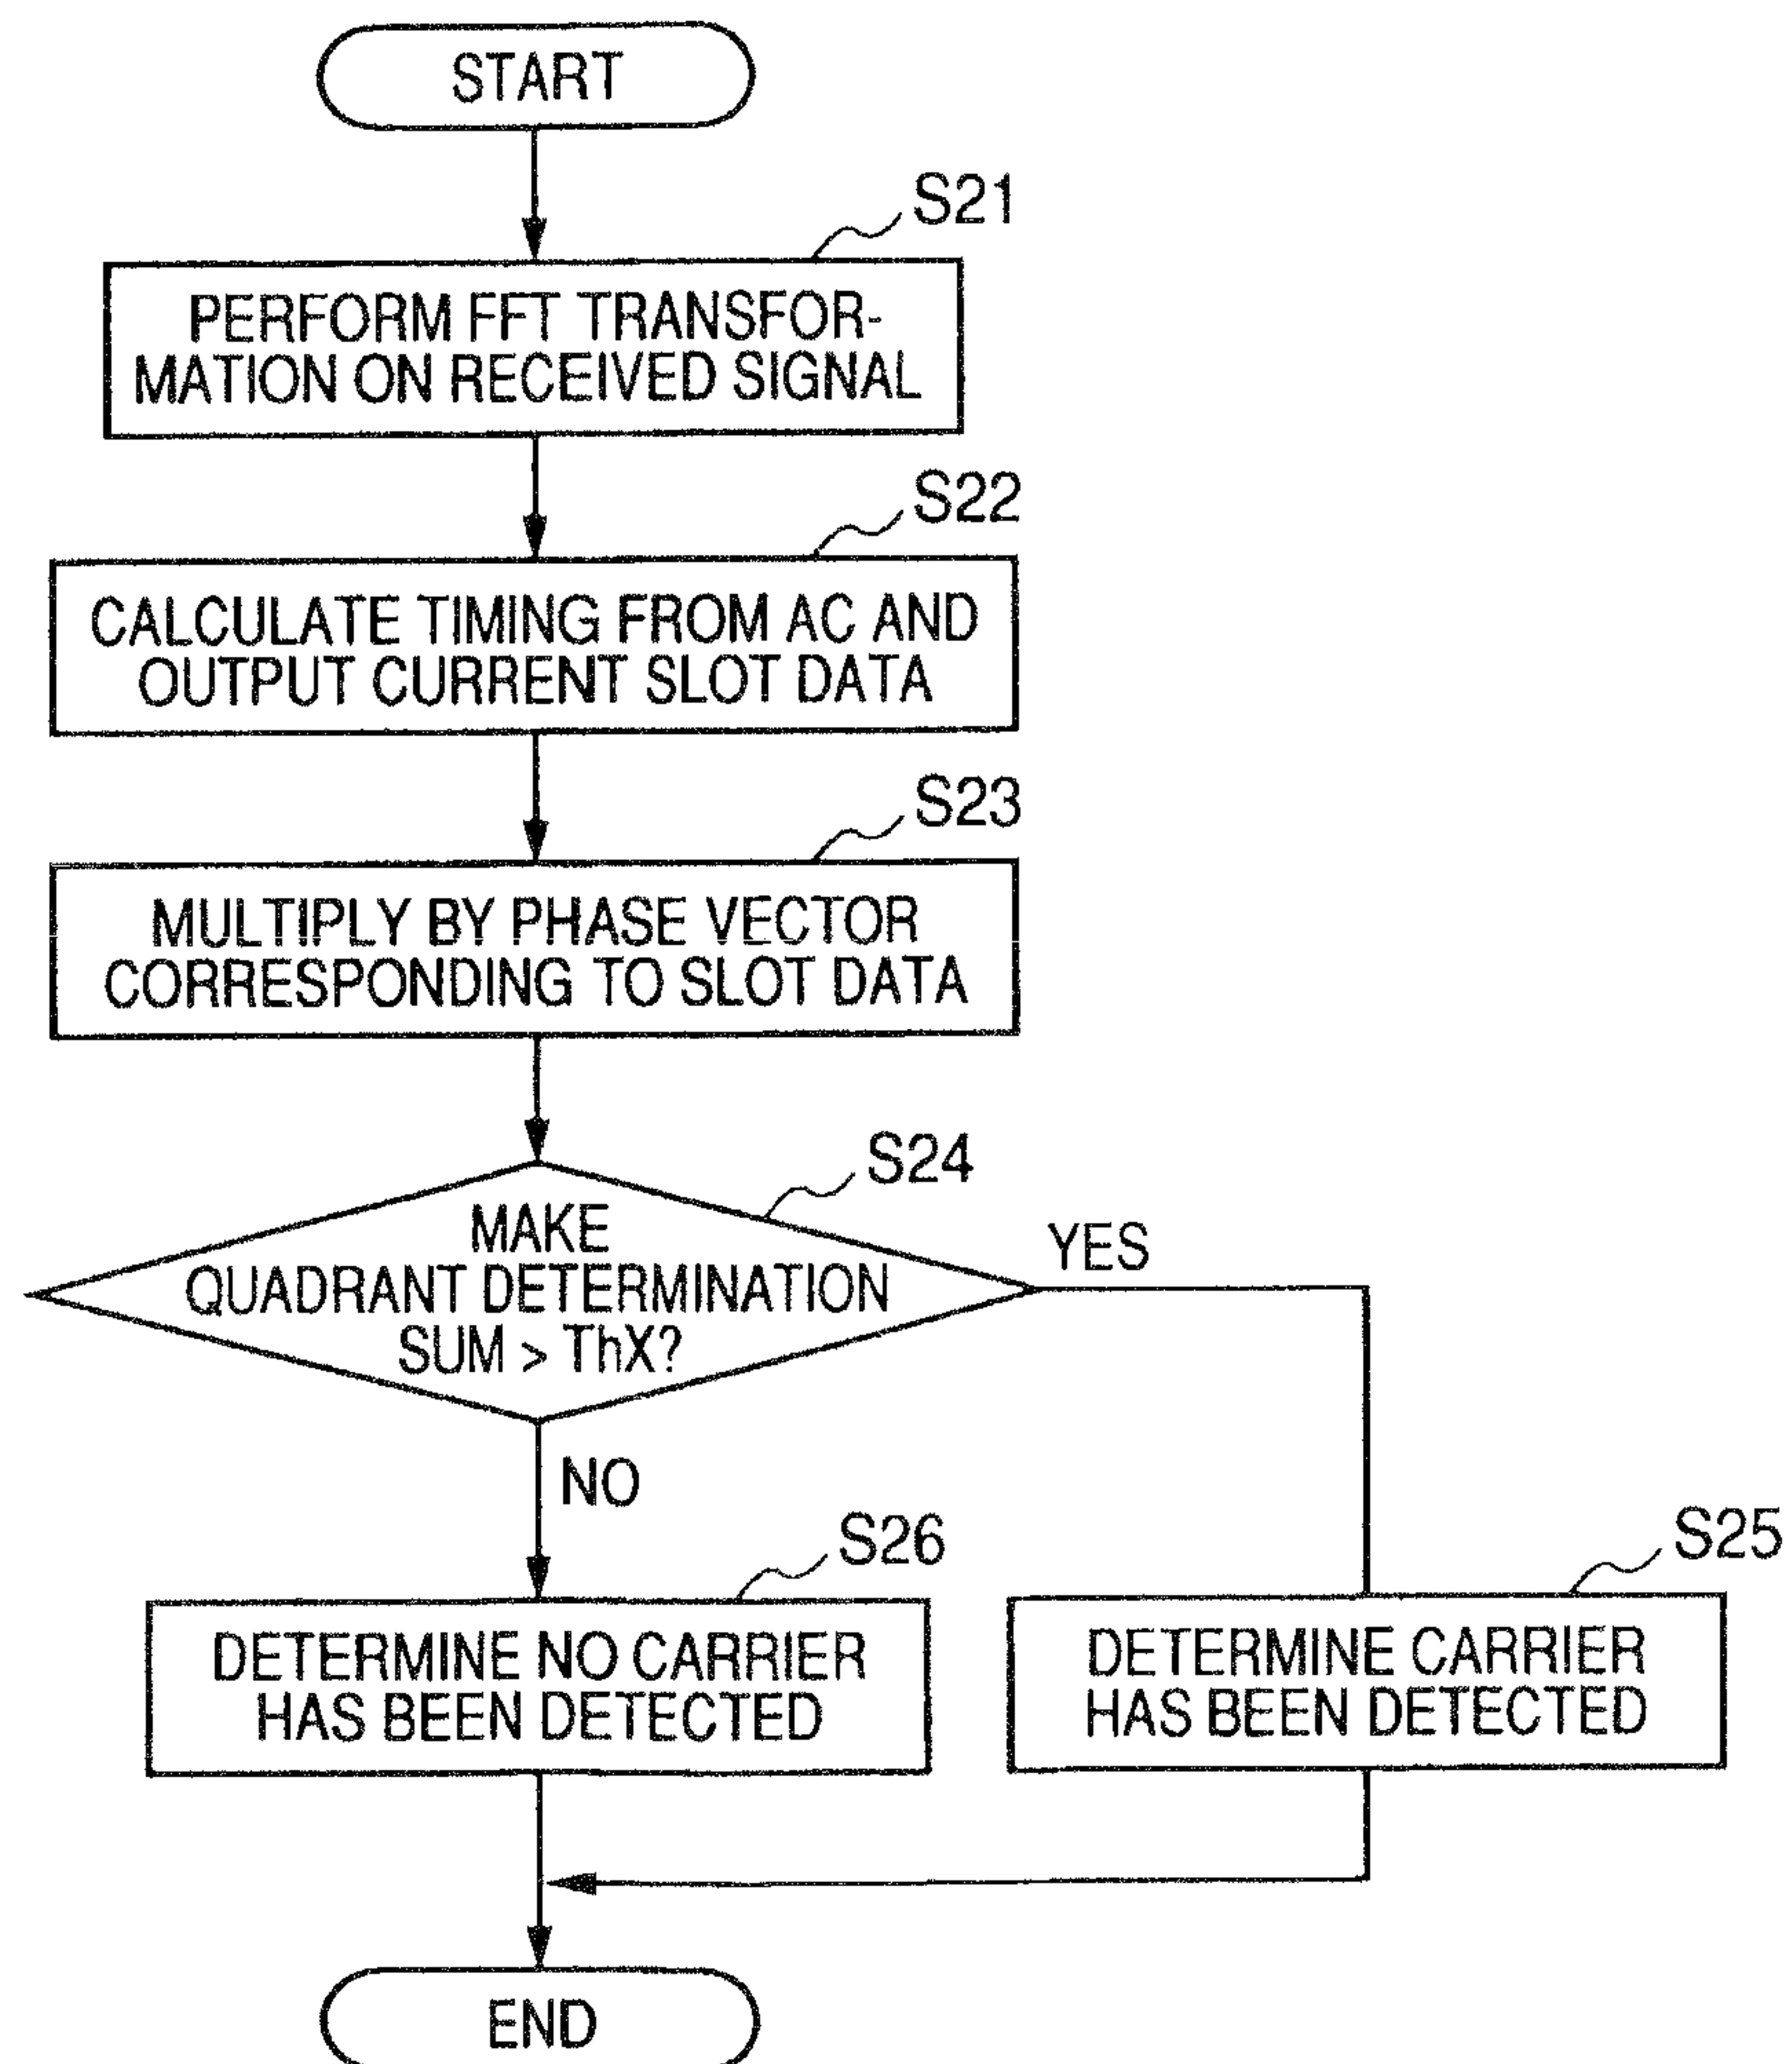 START
S21
PERFORM FFT TRANSFOR-
MATION ON RECEIVED SIGNAL
S22
CALCULATE TIMING FROM AC AND
OUTPUT CURRENT SLOT DATA
S23
MULTIPLY BY PHASE VECTOR
CORRESPONDING TO SLOT DATA
S24
MAKE
QUADRANT DETERMINATION
SUM > ThX?
YES
NO
S26
DETERMINE NO CARRIER
HAS BEEN DETECTED
S25
DETERMINE CARRIER
HAS BEEN DETECTED
END